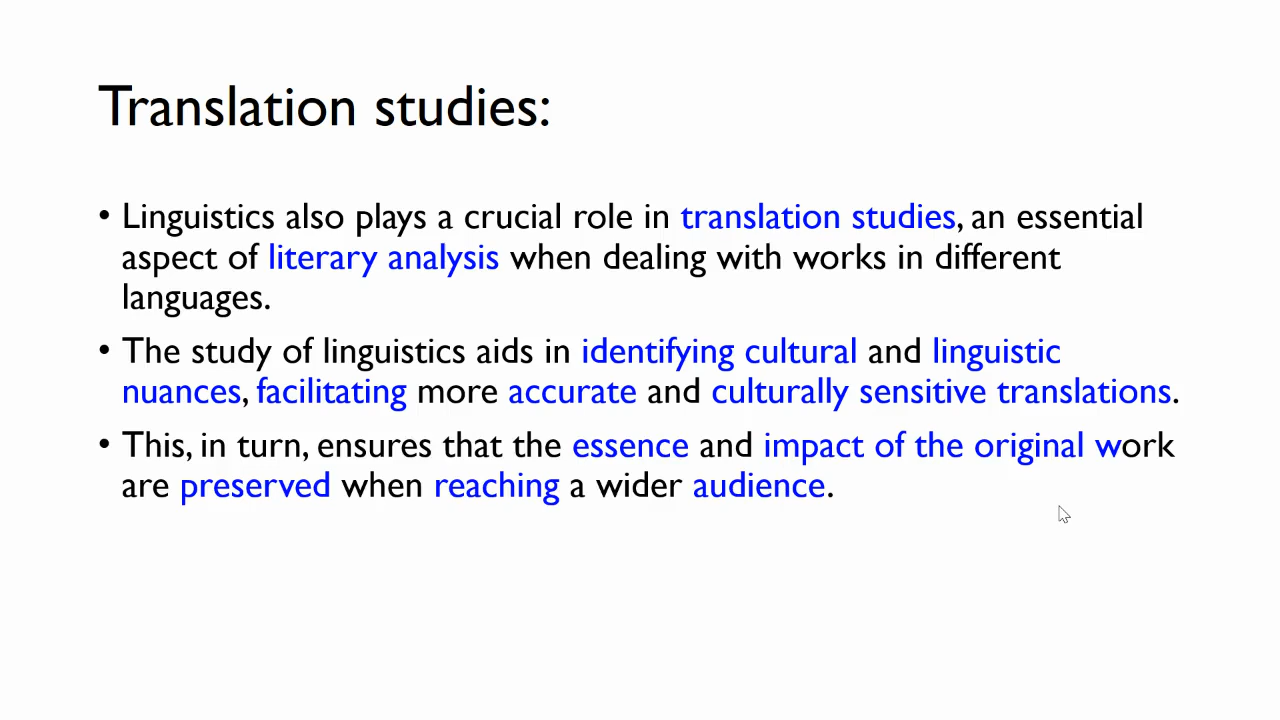 Translation studies:
• Linguistics also plays a crucial role in translation studies, an essential
aspect of literary analysis when dealing with works in different
languages.
• The study of linguistics aids in identifying cultural and linguistic
nuances, facilitating more accurate and culturally sensitive translations.
• This, in turn, ensures that the essence and impact of the original work
are preserved when reaching a wider audience.